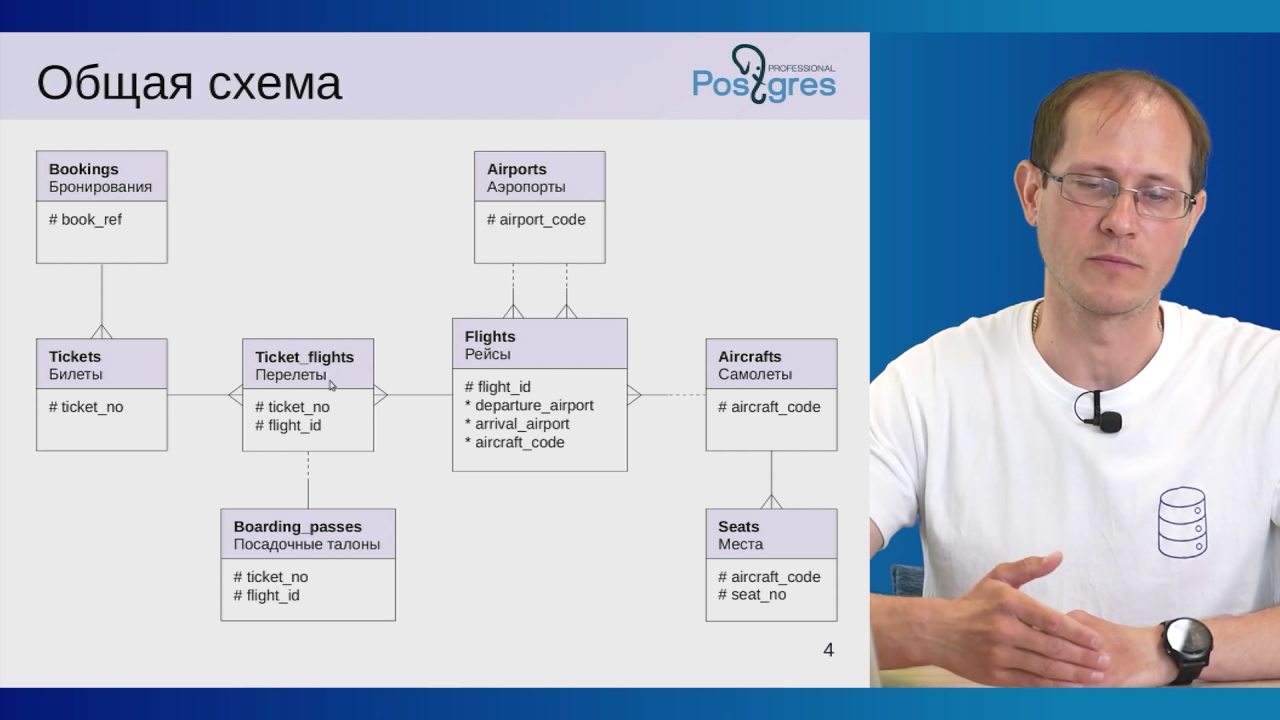 Общая схема
PROFESSIONAL
Postgres
Bookings
Бронирования
# book_ref
Airports
Аэропорты
# airport_code
Tickets
Билеты
# ticket_no
Ticket_flights
Перелеты
# ticket_no
# flight_id
Flights
Рейсы
# flight_id
* departure_airport
* arrival_airport
* aircraft_code
Aircrafts
Самолеты
# aircraft_code
Boarding_passes
Посадочные талоны
# ticket_no
# flight_id
Seats
Места
# aircraft_code
# seat_no
4